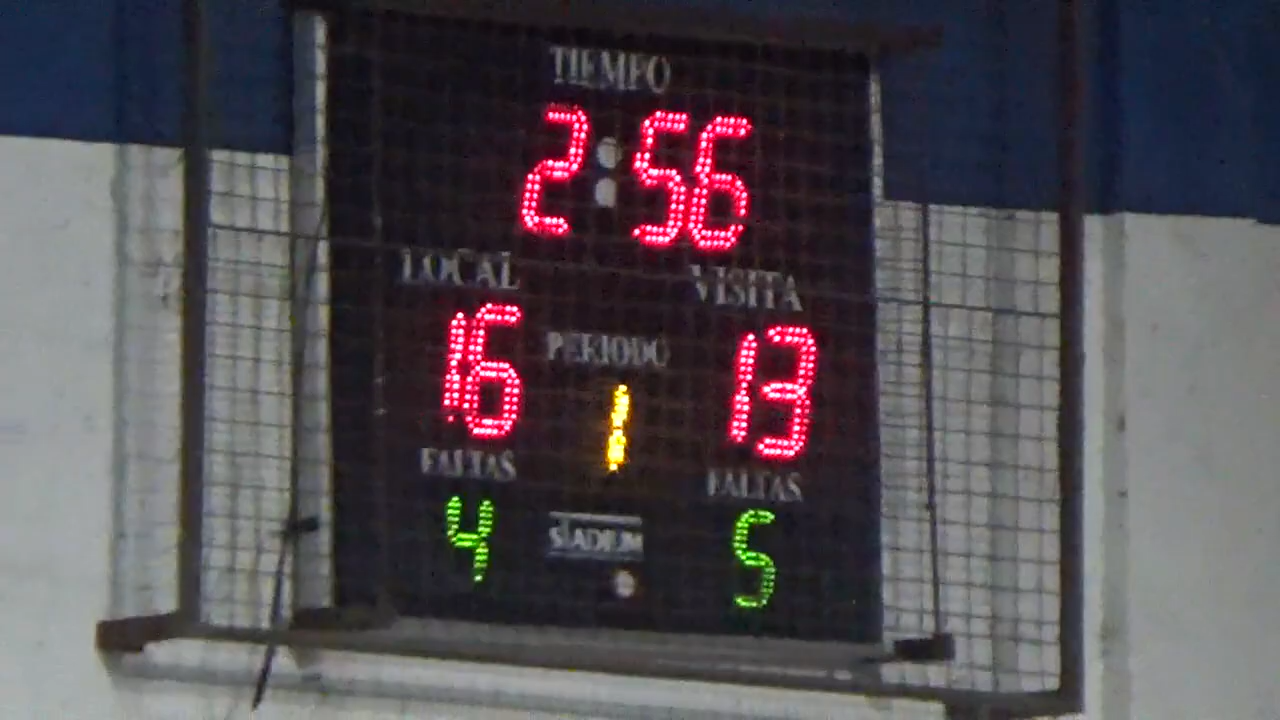 TIEMPO
2:56
LOCAL VISITA
16 PERIODO 13
1
FALTAS FALTAS
4 STADIUM 5